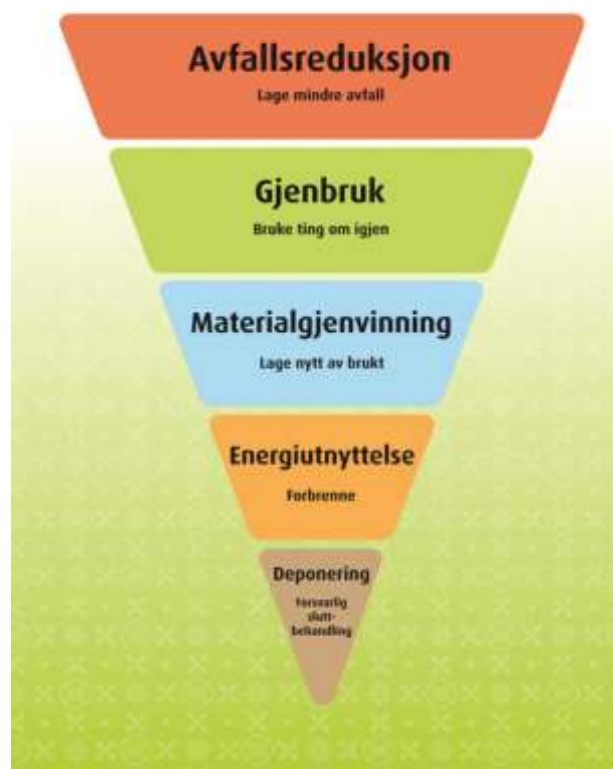 Avfallsreduksjon
Lage mindre avfall
Gjenbruk
Bruke ting om igjen
Materialgjenvinning
Lage nytt av brukt
Energiutnyttelse
Forbrenne
Deponering
Forsvarlig
slutt-
behandling